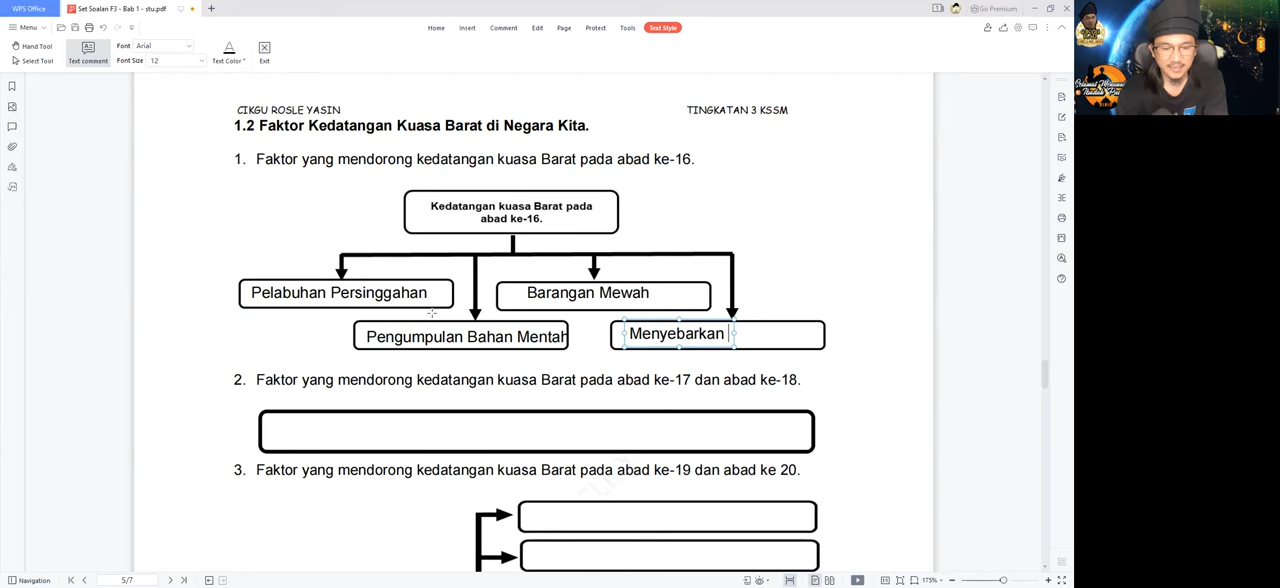 WPS Office
Set Soalan F3 - Bab 1 - stu.pdf
Go Premium
Menu
Home
Insert
Comment
Edit
Page
Protect
Tools
Text Style
Hand Tool
Select Tool
Text comment
Font
Arial
Font Size
12
Text Color
Exit
CIKGU ROSLE YASIN
TINGKATAN 3 KSSM
1.2 Faktor Kedatangan Kuasa Barat di Negara Kita.
1. Faktor yang mendorong kedatangan kuasa Barat pada abad ke-16.
Kedatangan kuasa Barat pada
abad ke-16.
Pelabuhan Persinggahan
Barangan Mewah
Pengumpulan Bahan Mentah
Menyebarkan
2. Faktor yang mendorong kedatangan kuasa Barat pada abad ke-17 dan abad ke-18.
3. Faktor yang mendorong kedatangan kuasa Barat pada abad ke-19 dan abad ke 20.
Navigation
5/7
175%